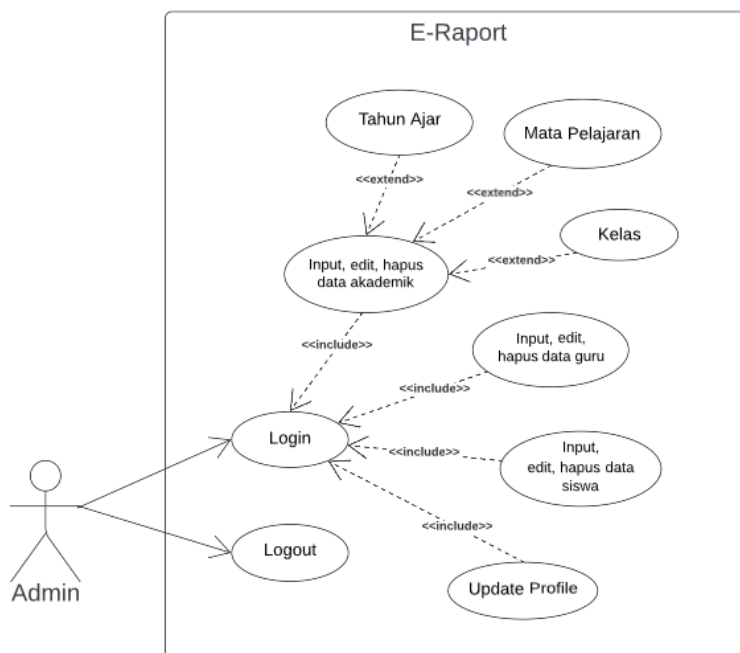 E-Raport
Tahun Ajar
Mata Pelajaran
<<extend>>
<<extend>>
Kelas
<<extend>>
Input, edit, hapus
data akademik
<<include>>
Input, edit,
hapus data guru
<<include>>
Login
<<include>>
Input,
edit, hapus data
siswa
<<include>>
Logout
Update Profile
Admin